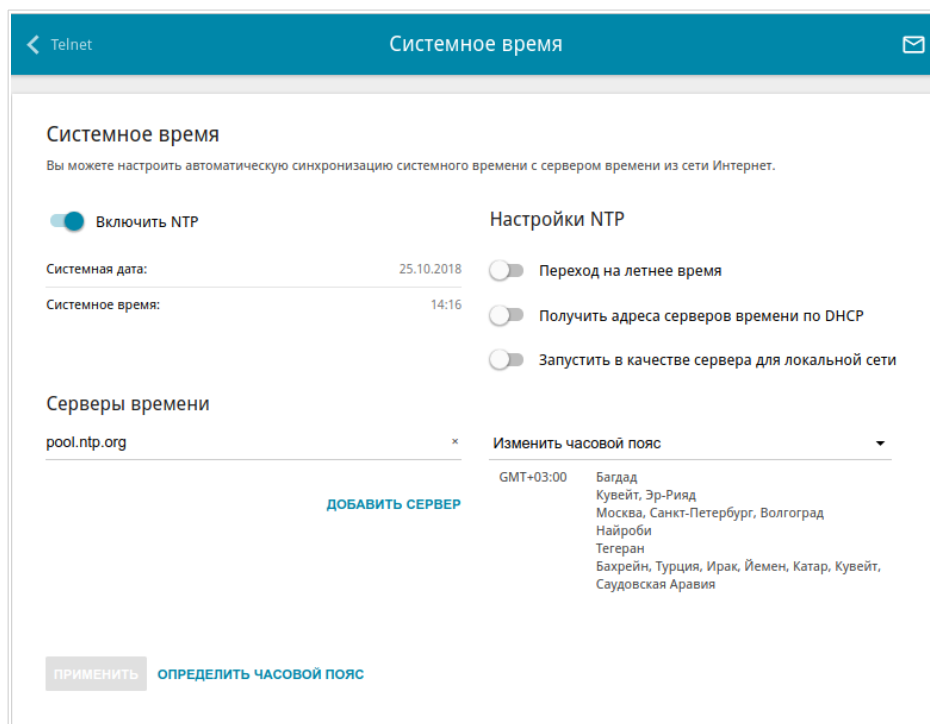 Telnet
Системное время
Системное время
Вы можете настроить автоматическую синхронизацию системного времени с сервером времени из сети Интернет.
Включить NTP
Системная дата: 25.10.2018
Системное время: 14:16
Настройки NTP
Переход на летнее время
Получить адреса серверов времени по DHCP
Запустить в качестве сервера для локальной сети
Серверы времени
pool.ntp.org ×
ДОБАВИТЬ СЕРВЕР
Изменить часовой пояс
GMT+03:00 Багдад
Кувейт, Эр-Рияд
Москва, Санкт-Петербург, Волгоград
Найроби
Тегеран
Бахрейн, Турция, Ирак, Йемен, Катар, Кувейт,
Саудовская Аравия
ПРИМЕНИТЬ ОПРЕДЕЛИТЬ ЧАСОВОЙ ПОЯС